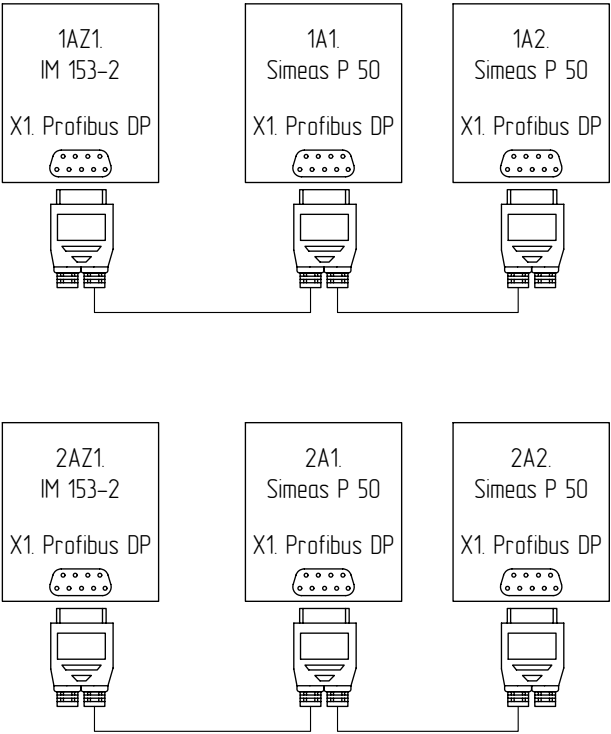 1AZ1.
IM 153-2
X1. Profibus DP
1A1.
Simeas P 50
X1. Profibus DP
1A2.
Simeas P 50
X1. Profibus DP
2AZ1.
IM 153-2
X1. Profibus DP
2A1.
Simeas P 50
X1. Profibus DP
2A2.
Simeas P 50
X1. Profibus DP